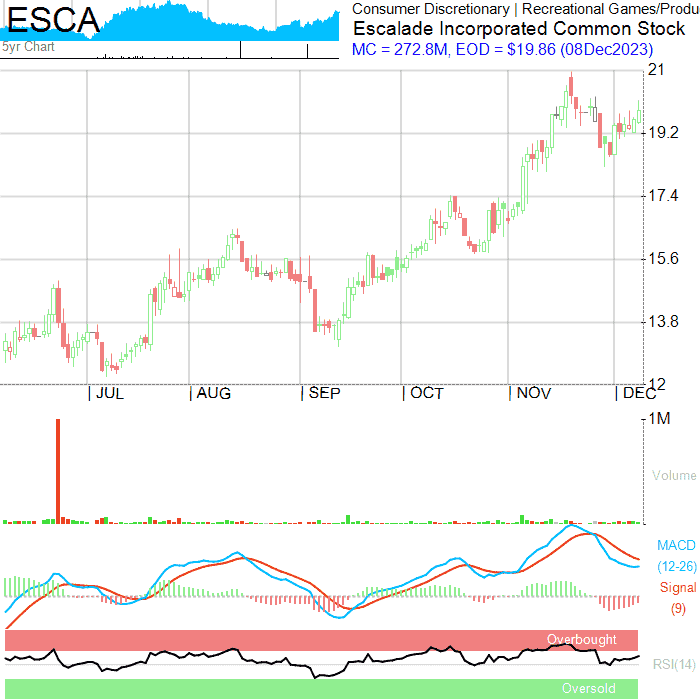 ESCA
5yr Chart
Consumer Discretionary | Recreational Games/Produ
Escalade Incorporated Common Stock
MC = 272.8M, EOD = $19.86 (08Dec2023)
21
19.2
17.4
15.6
13.8
12
JUL AUG SEP OCT NOV DEC
1M
Volume
MACD
(12-26)
Signal
(9)
Overbought
RSI(14)
Oversold